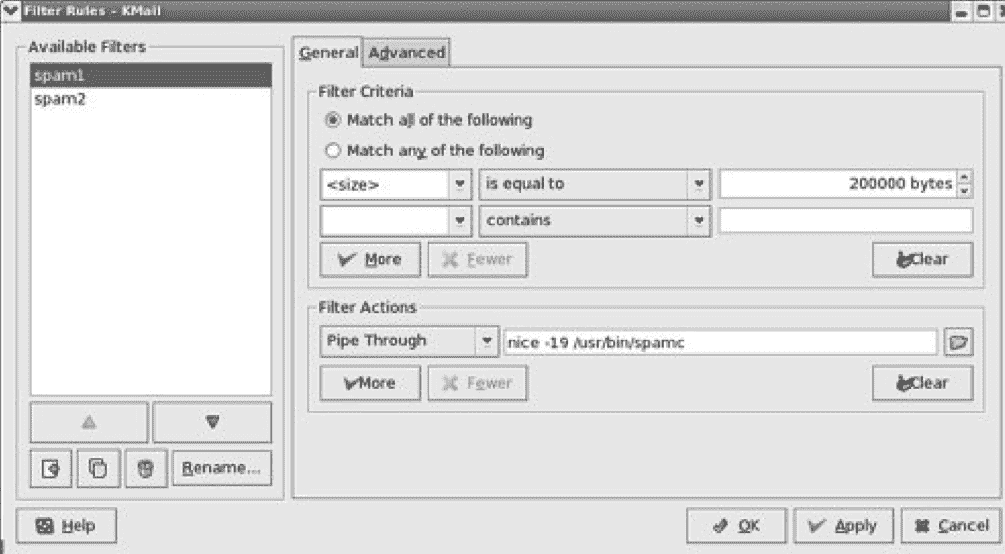 Filter Rules - KMail
Available Filters
spam1
spam2
Rename...
General
Advanced
Filter Criteria
Match all of the following
Match any of the following
<size>
is equal to
200000 bytes
contains
More
Fewer
Clear
Filter Actions
Pipe Through
nice -19 /usr/bin/spamc
More
Fewer
Clear
Help
OK
Apply
Cancel